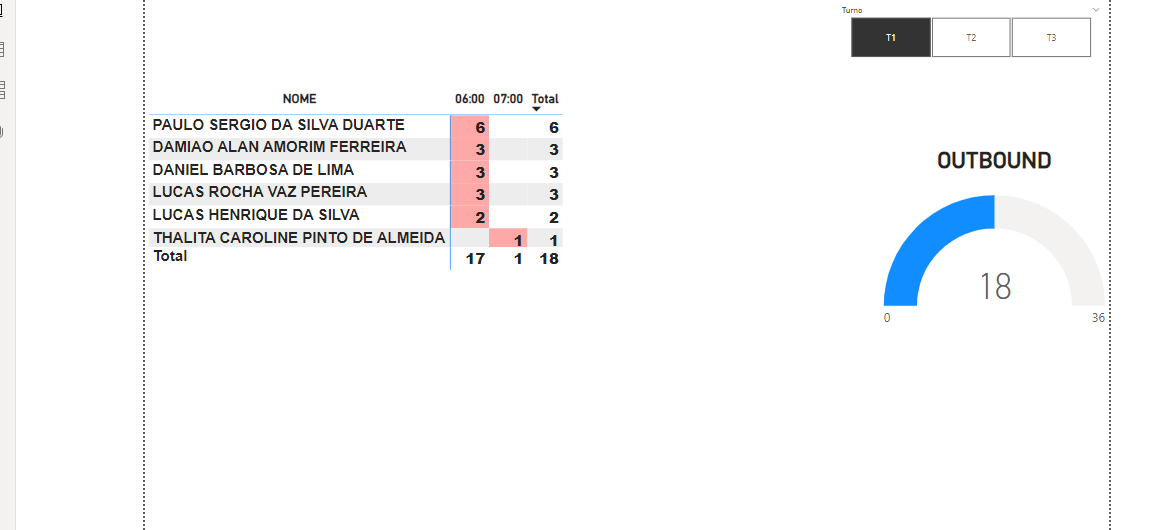 Turno
T1 T2 T3
NOME 06:00 07:00 Total
PAULO SERGIO DA SILVA DUARTE 6 6
DAMIAO ALAN AMORIM FERREIRA 3 3
DANIEL BARBOSA DE LIMA 3 3
LUCAS ROCHA VAZ PEREIRA 3 3
LUCAS HENRIQUE DA SILVA 2 2
THALITA CAROLINE PINTO DE ALMEIDA 1 1
Total 17 1 18
OUTBOUND
18
0 36